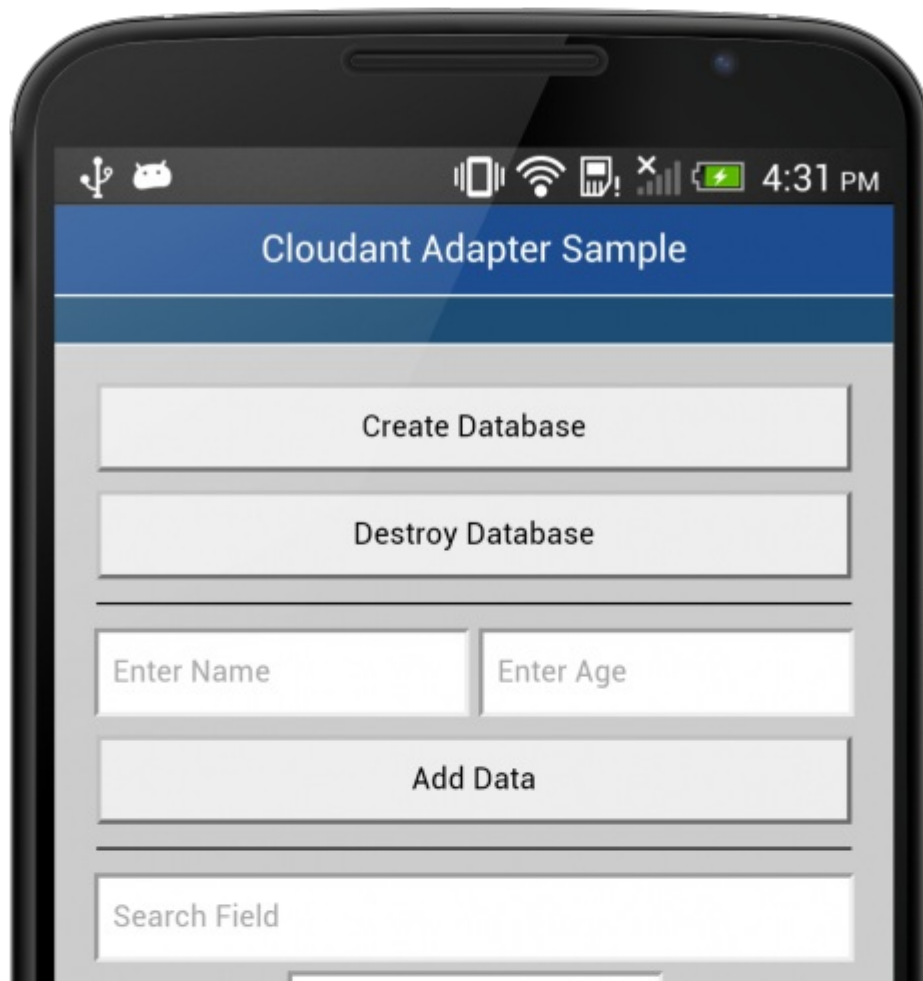 4:31 PM
Cloudant Adapter Sample
Create Database
Destroy Database
Enter Name
Enter Age
Add Data
Search Field